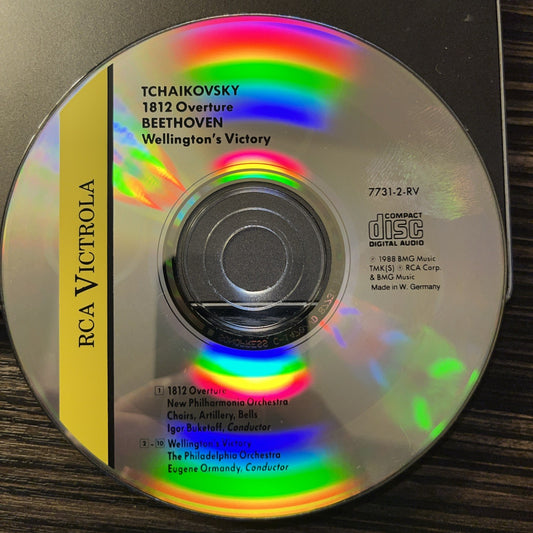 RCA VICTROLA
TCHAIKOVSKY
1812 Overture
BEETHOVEN
Wellington's Victory
7731-2-RV
COMPACT
disc
DIGITAL AUDIO
℗ 1988 BMG Music
TMK(S) ® RCA Corp.
& BMG Music
Made in W. Germany
1 1812 Overture
New Philharmonia Orchestra
Choirs, Artillery, Bells
Igor Buketoff, Conductor
2-10 Wellington's Victory
The Philadelphia Orchestra
Eugene Ormandy, Conductor